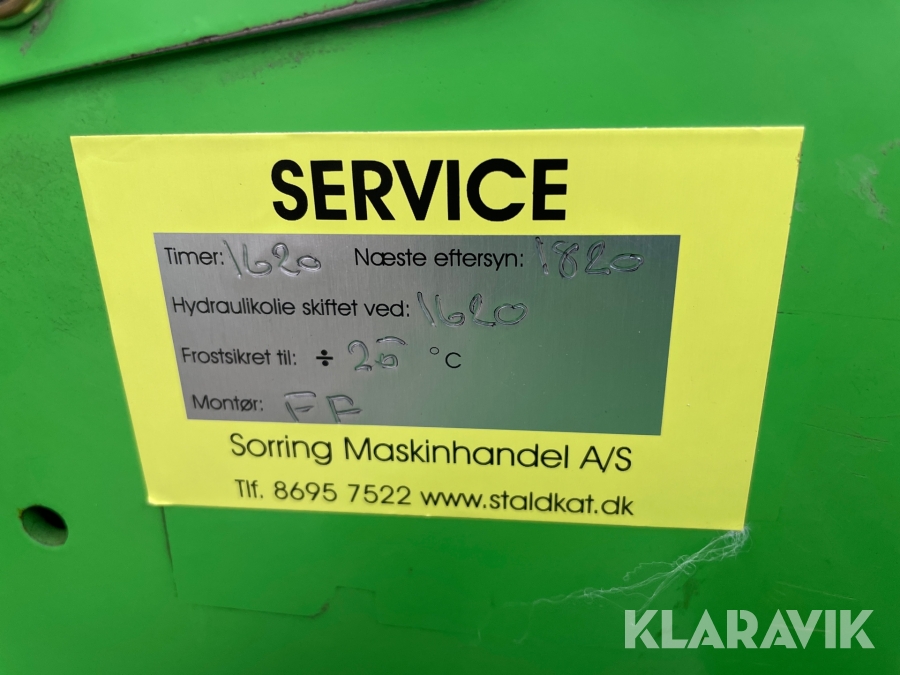 SERVICE
Timer: 1620 Næste eftersyn: 1820
Hydraulikolie skiftet ved: 1620
Frostsikret til: ÷ 25 °C
Montør: FF
Sorring Maskinhandel A/S
Tlf. 8695 7522 www.staldkat.dk
KLARAVIK